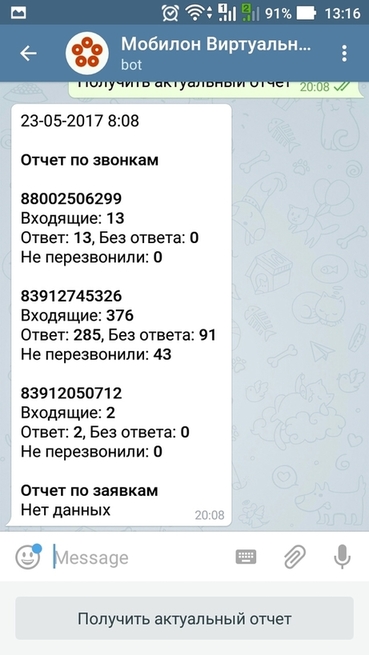 1 2 91% 13:16
Мобилон Виртуальн...
bot
Получить актуальный отчет 20:08
23-05-2017 8:08
Отчет по звонкам
88002506299
Входящие: 13
Ответ: 13, Без ответа: 0
Не перезвонили: 0
83912745326
Входящие: 376
Ответ: 285, Без ответа: 91
Не перезвонили: 43
83912050712
Входящие: 2
Ответ: 2, Без ответа: 0
Не перезвонили: 0
Отчет по заявкам
Нет данных
20:08
Message
Получить актуальный отчет